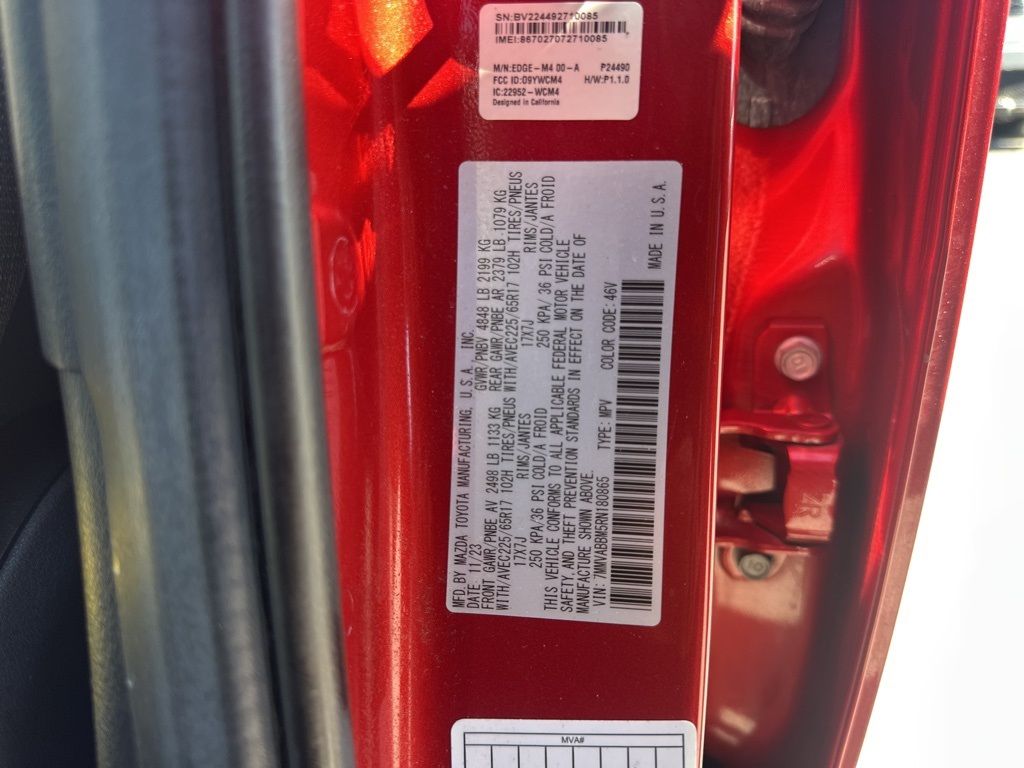 SN:BV224492710085
IMEI:867027072710085
M/N:EDGE-M4 00-A P24490
FCC ID:O9YWCM4 H/W:P1.1.0
IC:22952-WCM4
Designed in California
MFD.BY MAZDA TOYOTA MANUFACTURING, U.S.A. INC.
DATE: 11/23 GVWR/PNBV 4848 LB 2199 KG
FRONT GAWR/PNBE AV 2498 LB 1133 KG REAR GAWR/PNBE AR 2379 LB 1079 KG
WITH/AVEC225/65R17 102H TIRES/PNEUS WITH/AVEC225/65R17 102H TIRES/PNEUS
17X7J RIMS/JANTES 17X7J RIMS/JANTES
250 KPA/36 PSI COLD/A FROID 250 KPA/ 36 PSI COLD/A FROID
THIS VEHICLE CONFORMS TO ALL APPLICABLE FEDERAL MOTOR VEHICLE
SAFETY, AND THEFT PREVENTION STANDARDS IN EFFECT ON THE DATE OF
MANUFACTURE SHOWN ABOVE.
VIN: 7MMVABBM5RN180865 TYPE: MPV COLOR CODE: 46V
MADE IN U.S.A.
MVA#